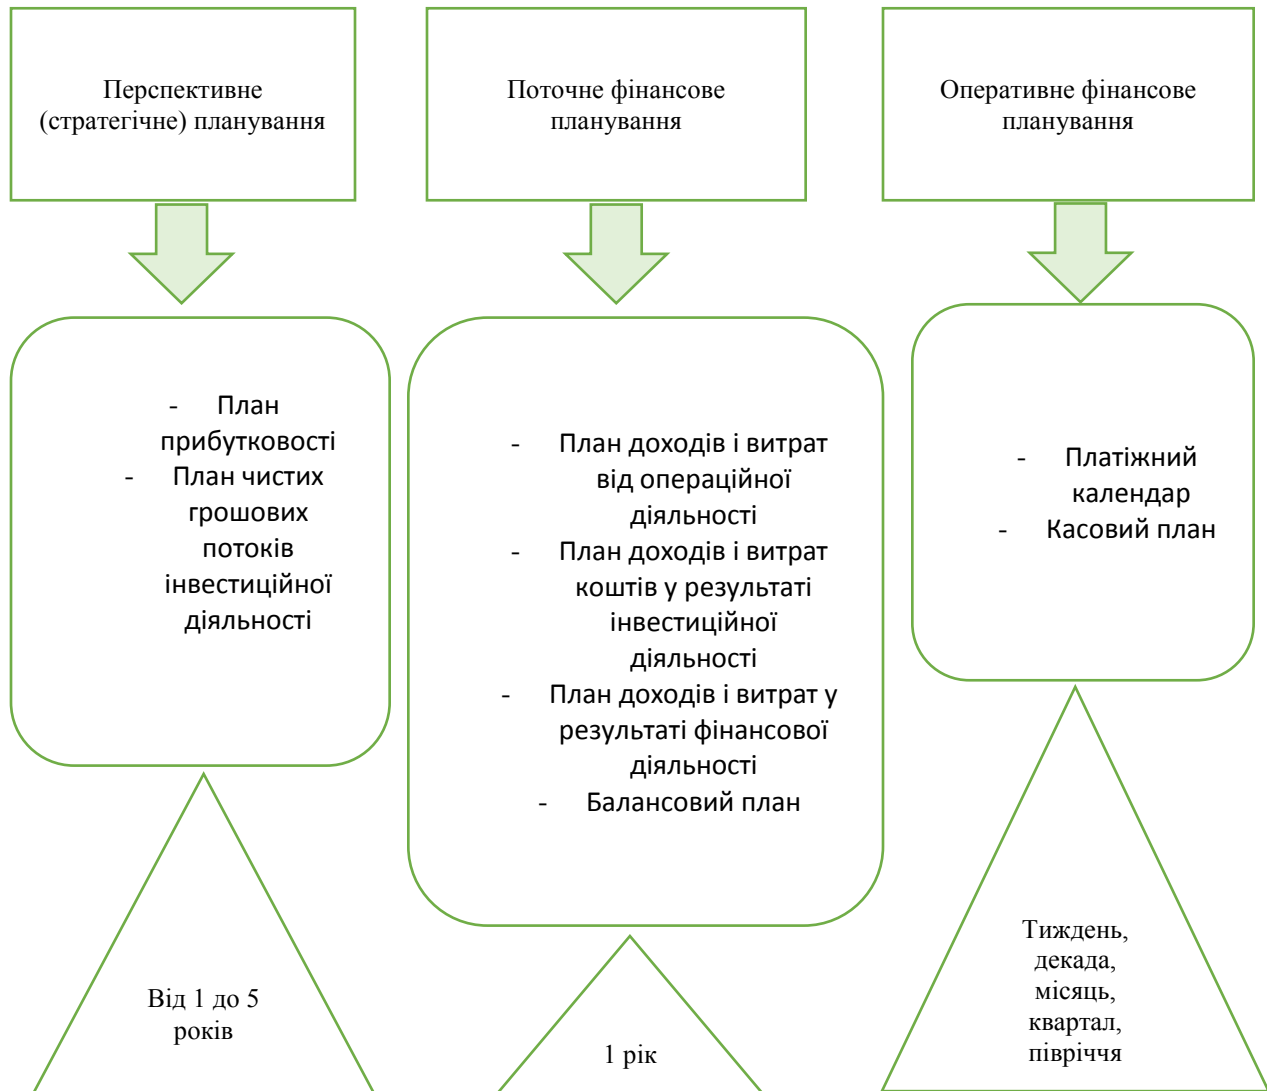 Перспективне
(стратегічне) планування
Поточне фінансове
планування
Оперативне фінансове
планування
- План
прибутковості
- План чистих
грошових
потоків
інвестиційної
діяльності
- План доходів і витрат
від операційної
діяльності
- План доходів і витрат
коштів у результаті
інвестиційної
діяльності
- План доходів і витрат у
результаті фінансової
діяльності
- Балансовий план
- Платіжний
календар
- Касовий план
Від 1 до 5
років
1 рік
Тиждень,
декада,
місяць,
квартал,
півріччя